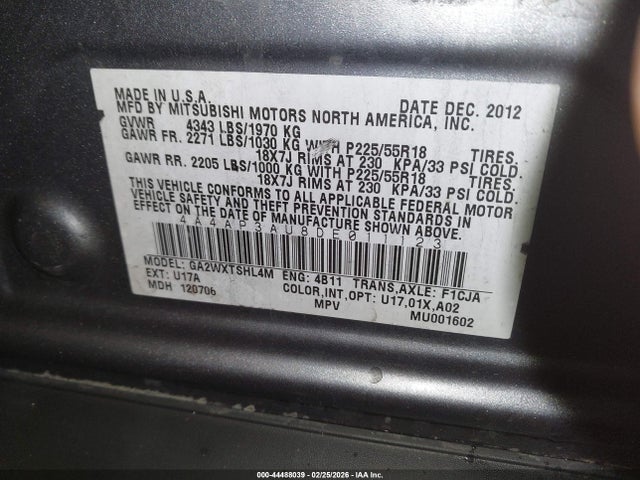 MADE IN U.S.A. DATE DEC. 2012
MFD BY MITSUBISHI MOTORS NORTH AMERICA, INC.
GVWR 4343 LBS/1970 KG
GAWR FR. 2271 LBS/1030 KG WITH P225/55R18 TIRES,
18X7J RIMS AT 230 KPA/33 PSI COLD.
GAWR RR. 2205 LBS/1000 KG WITH P225/55R18 TIRES,
18X7J RIMS AT 230 KPA/33 PSI COLD.
THIS VEHICLE CONFORMS TO ALL APPLICABLE FEDERAL MOTOR
VEHICLE SAFETY AND THEFT PREVENTION STANDARDS IN
EFFECT ON THE DATE OF MANUFACTURE SHOWN ABOVE.
4A4AP3AU8DE011123
MODEL: GA2WXTSHL4M ENG: 4B11 TRANS,AXLE: F1CJA
EXT: U17A COLOR,INT,OPT: U17,01X,A02
MDH 120706 MPV MU001602
000-44488039 - 02/25/2026 - IAA Inc.